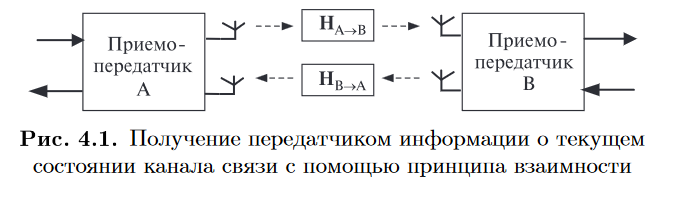 Приемо-
передатчик
А
H_{A→B}
H_{B→A}
Приемо-
передатчик
В
Рис. 4.1. Получение передатчиком информации о текущем
состоянии канала связи с помощью принципа взаимности